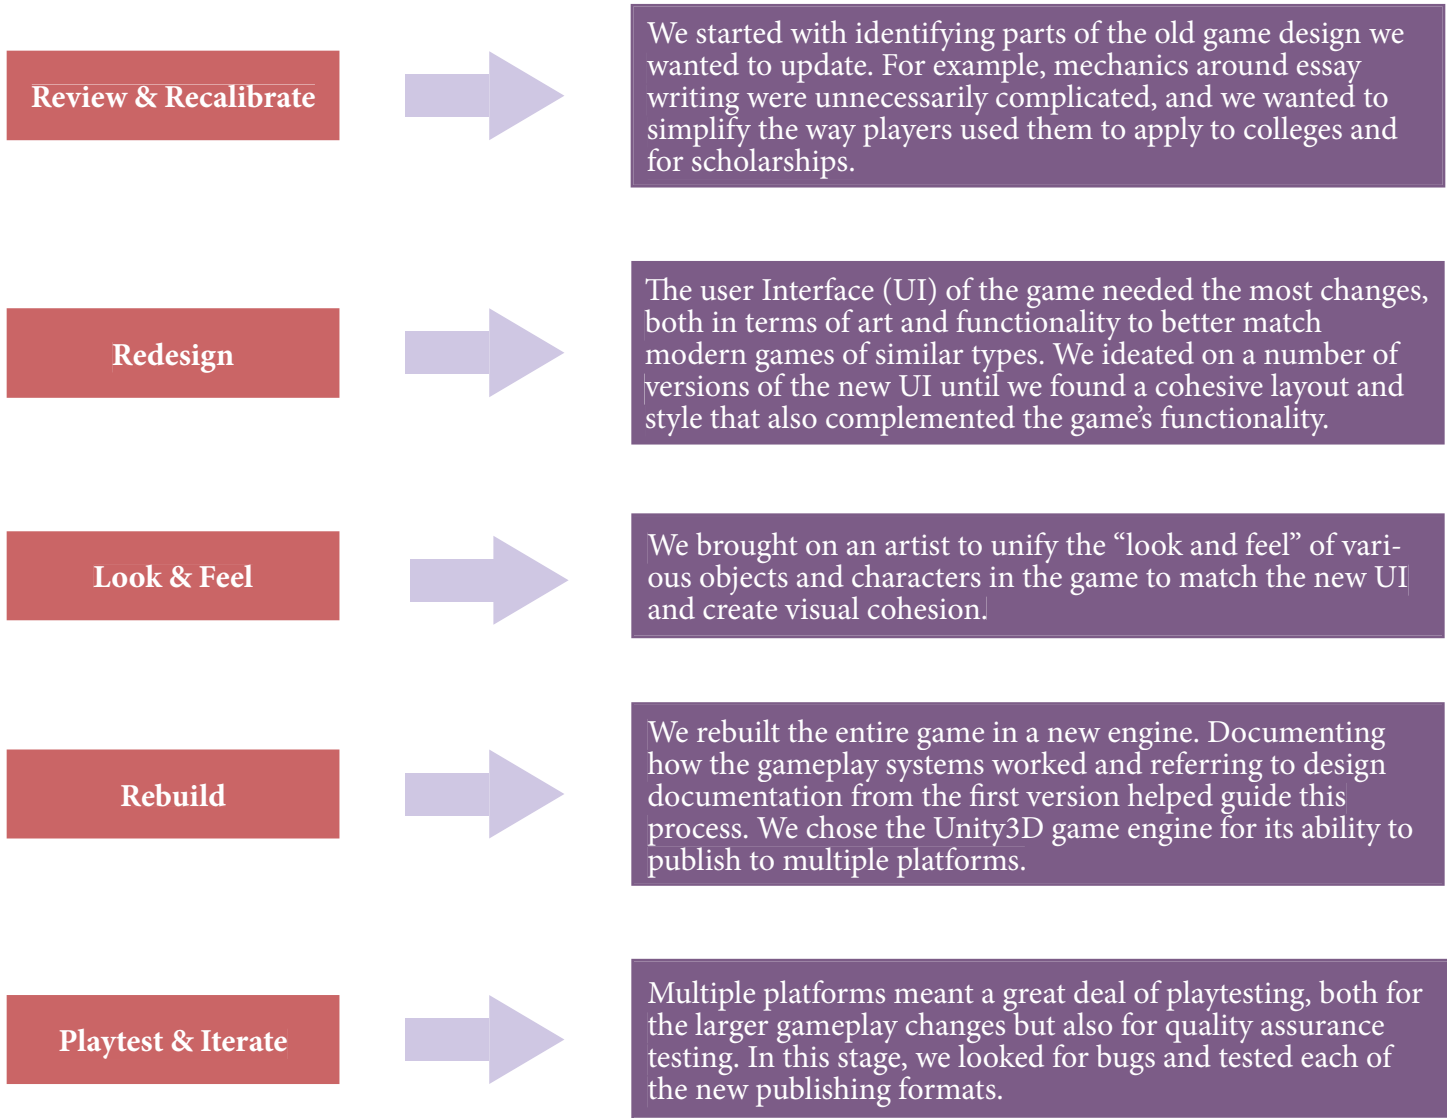 Review & Recalibrate
We started with identifying parts of the old game design we
wanted to update. For example, mechanics around essay
writing were unnecessarily complicated, and we wanted to
simplify the way players used them to apply to colleges and
for scholarships.
Redesign
The user Interface (UI) of the game needed the most changes,
both in terms of art and functionality to better match
modern games of similar types. We ideated on a number of
versions of the new UI until we found a cohesive layout and
style that also complemented the game’s functionality.
Look & Feel
We brought on an artist to unify the “look and feel” of vari-
ous objects and characters in the game to match the new UI
and create visual cohesion.
Rebuild
We rebuilt the entire game in a new engine. Documenting
how the gameplay systems worked and referring to design
documentation from the first version helped guide this
process. We chose the Unity3D game engine for its ability to
publish to multiple platforms.
Playtest & Iterate
Multiple platforms meant a great deal of playtesting, both for
the larger gameplay changes but also for quality assurance
testing. In this stage, we looked for bugs and tested each of
the new publishing formats.